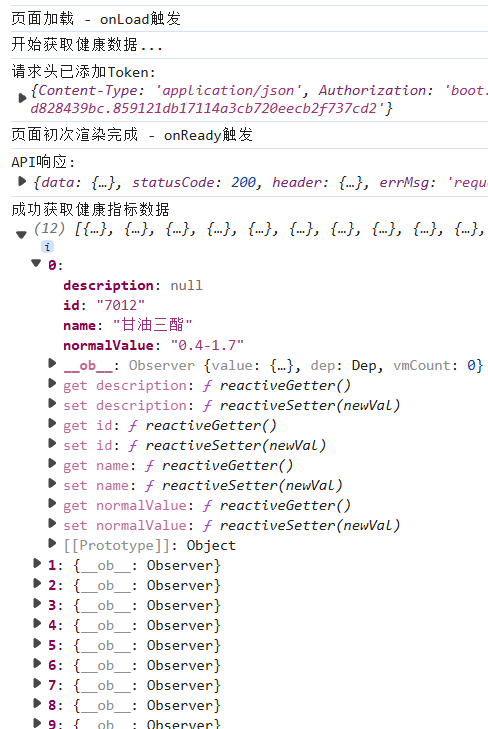 页面加载 - onLoad触发
开始获取健康数据...
请求头已添加Token:
{Content-Type: 'application/json', Authorization: 'boot.
d828439bc.859121db17114a3cb720eecb2f737cd2'}
页面初次渲染完成 - onReady触发
API响应:
{data: {…}, statusCode: 200, header: {…}, errMsg: 'requ
成功获取健康指标数据
(12) [{…}, {…}, {…}, {…}, {…}, {…}, {…}, {…}, {…},
i
0:
description: null
id: "7012"
name: "甘油三酯"
normalValue: "0.4-1.7"
__ob__: Observer {value: {…}, dep: Dep, vmCount: 0}
get description: ƒ reactiveGetter()
set description: ƒ reactiveSetter(newVal)
get id: ƒ reactiveGetter()
set id: ƒ reactiveSetter(newVal)
get name: ƒ reactiveGetter()
set name: ƒ reactiveSetter(newVal)
get normalValue: ƒ reactiveGetter()
set normalValue: ƒ reactiveSetter(newVal)
[[Prototype]]: Object
1: {__ob__: Observer}
2: {__ob__: Observer}
3: {__ob__: Observer}
4: {__ob__: Observer}
5: {__ob__: Observer}
6: {__ob__: Observer}
7: {__ob__: Observer}
8: {__ob__: Observer}
9: {__ob__: Observer}